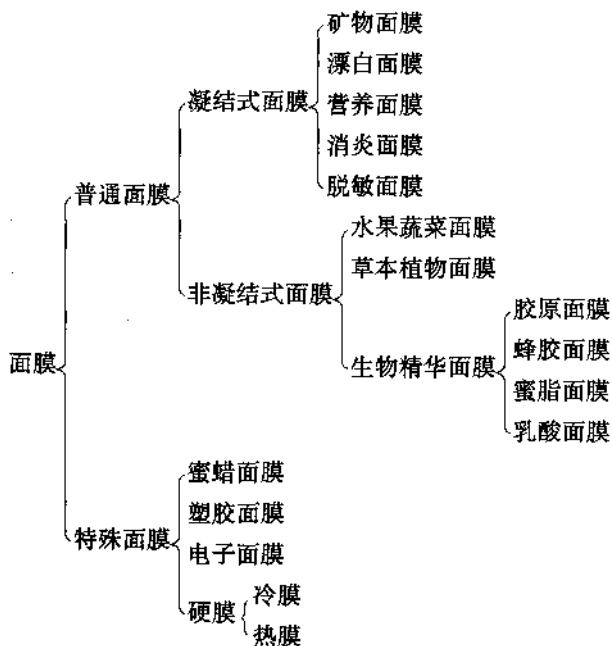 矿物面膜
漂白面膜
凝结式面膜
营养面膜
消炎面膜
普通面膜
脱敏面膜
水果蔬菜面膜
草本植物面膜
非凝结式面膜
胶原面膜
面膜
生物精华面膜
蜂胶面膜
蜜脂面膜
乳酸面膜
蜜蜡面膜
塑胶面膜
特殊面膜
电子面膜
硬膜
冷膜
热膜